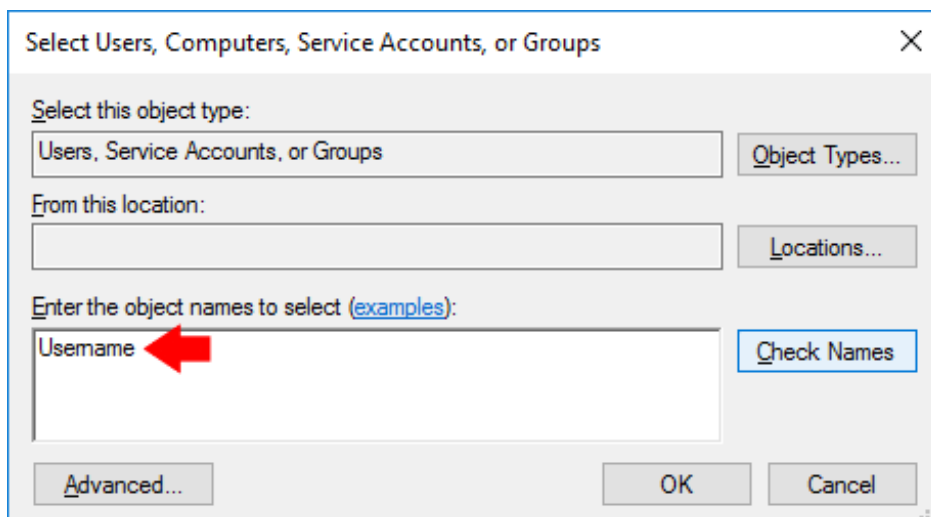 Select Users, Computers, Service Accounts, or Groups
Select this object type:
Users, Service Accounts, or Groups
Object Types...
From this location:
Locations...
Enter the object names to select (examples):
Username
Check Names
Advanced...
OK
Cancel